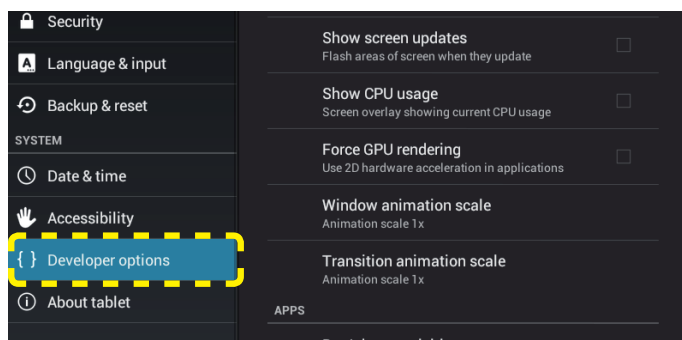 Security
Language & input
Backup & reset
SYSTEM
Date & time
Accessibility
{ } Developer options
About tablet
Show screen updates
Flash areas of screen when they update
Show CPU usage
Screen overlay showing current CPU usage
Force GPU rendering
Use 2D hardware acceleration in applications
Window animation scale
Animation scale 1x
Transition animation scale
Animation scale 1x
APPS